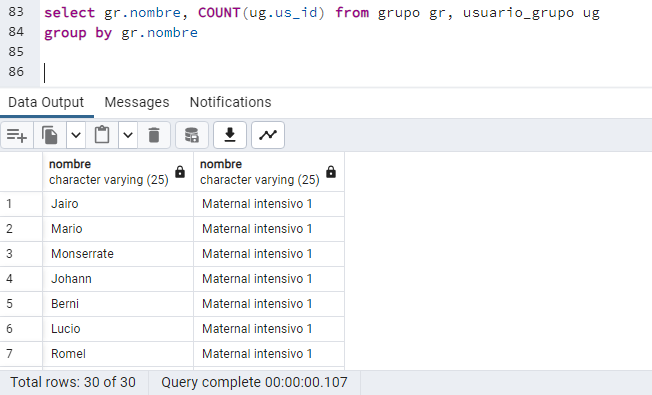 83 select gr.nombre, COUNT(ug.us_id) from grupo gr, usuario_grupo ug
84 group by gr.nombre
85
86
Data Output Messages Notifications
nombre nombre
character varying (25) character varying (25)
1 Jairo Maternal intensivo 1
2 Mario Maternal intensivo 1
3 Monserrate Maternal intensivo 1
4 Johann Maternal intensivo 1
5 Berni Maternal intensivo 1
6 Lucio Maternal intensivo 1
7 Romel Maternal intensivo 1
Total rows: 30 of 30 Query complete 00:00:00.107